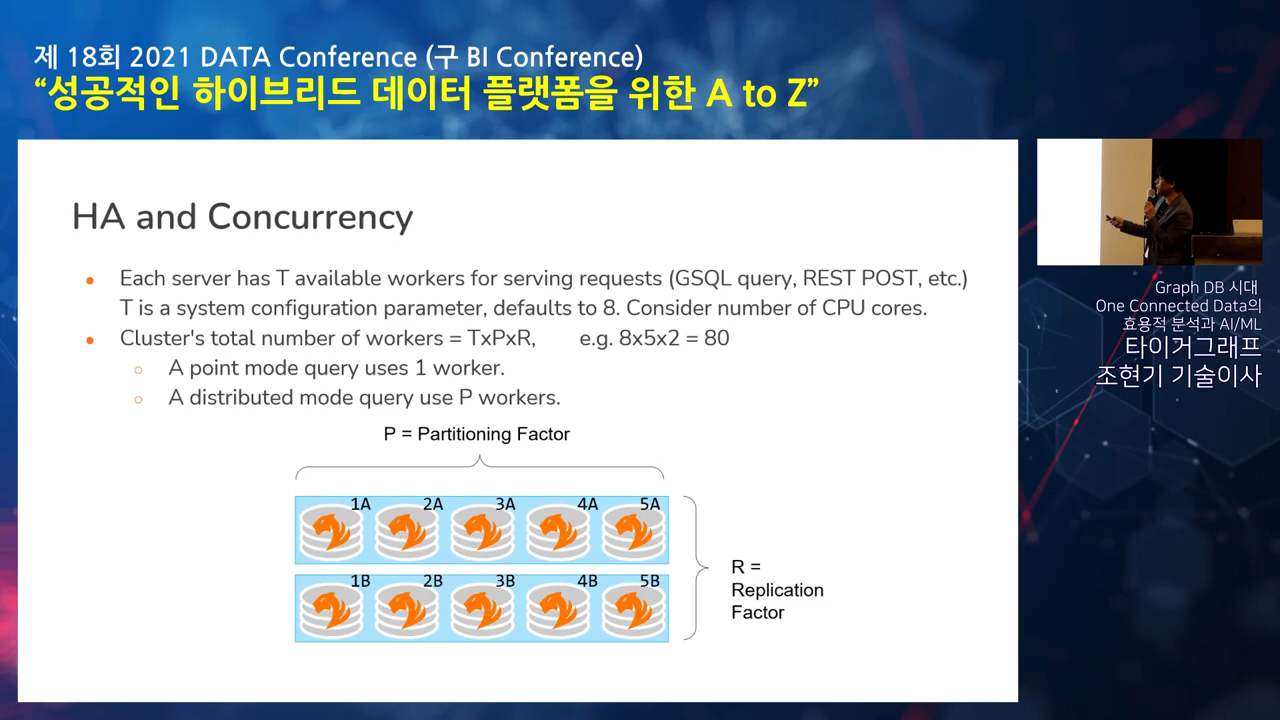 제 18회 2021 DATA Conference (구 BI Conference)
“성공적인 하이브리드 데이터 플랫폼을 위한 A to Z”
HA and Concurrency
Each server has T available workers for serving requests (GSQL query, REST POST, etc.)
T is a system configuration parameter, defaults to 8. Consider number of CPU cores.
Cluster's total number of workers = TxPxR, e.g. 8x5x2 = 80
A point mode query uses 1 worker.
A distributed mode query use P workers.
P = Partitioning Factor
1A 2A 3A 4A 5A
1B 2B 3B 4B 5B
R =
Replication
Factor
Graph DB 시대
One Connected Data의
효용적 분석과 AI/ML
타이거그래프
조현기 기술이사